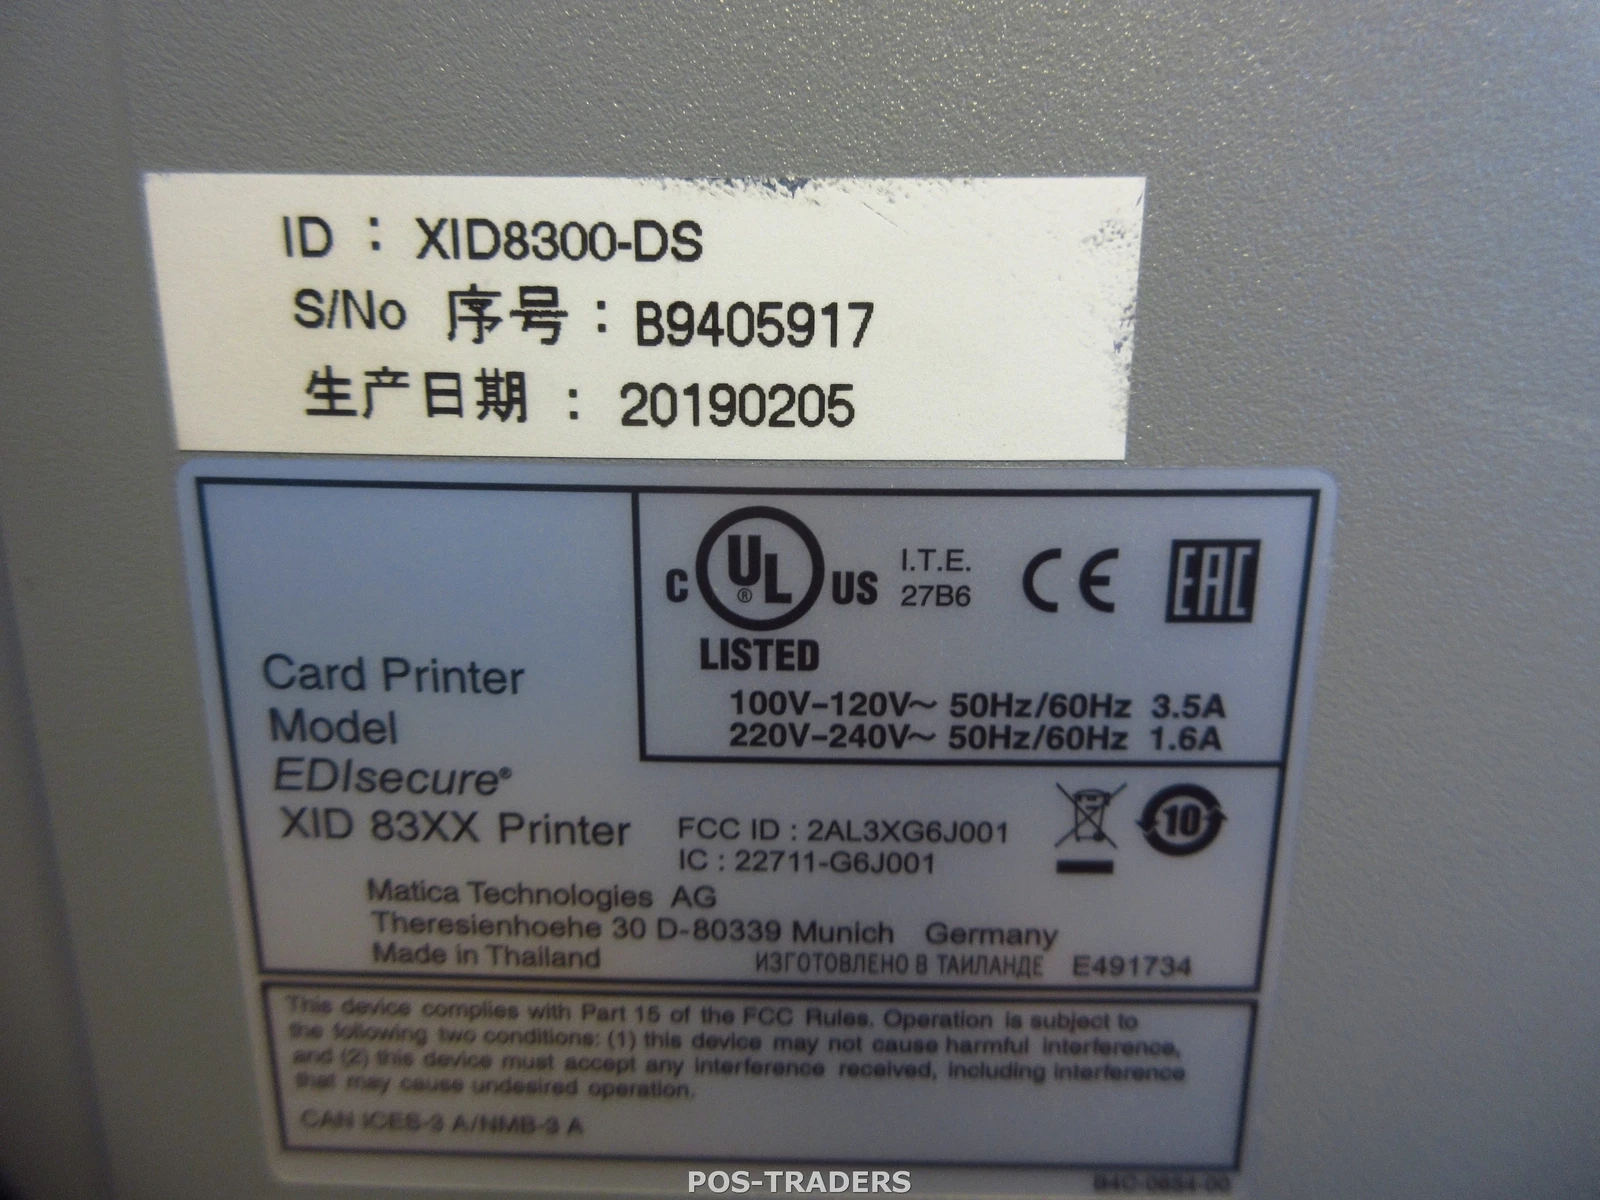 ID : XID8300-DS
S/No 序号 : B9405917
生产日期 : 20190205
C UL® US I.T.E. 27B6 CE EAC
LISTED
100V-120V~ 50Hz/60Hz 3.5A
220V-240V~ 50Hz/60Hz 1.6A
Card Printer
Model
EDIsecure®
XID 83XX Printer
FCC ID : 2AL3XG6J001
IC : 22711-G6J001
10
Matica Technologies AG
Theresienhoehe 30 D-80339 Munich Germany
Made in Thailand
ИЗГОТОВЛЕНО В ТАИЛАНДЕ E491734
This device complies with Part 15 of the FCC Rules. Operation is subject to
the following two conditions: (1) this device may not cause harmful interference,
and (2) this device must accept any interference received, including interference
that may cause undesired operation.
CAN ICES-3 A/NMB-3 A
POS-TRADERS